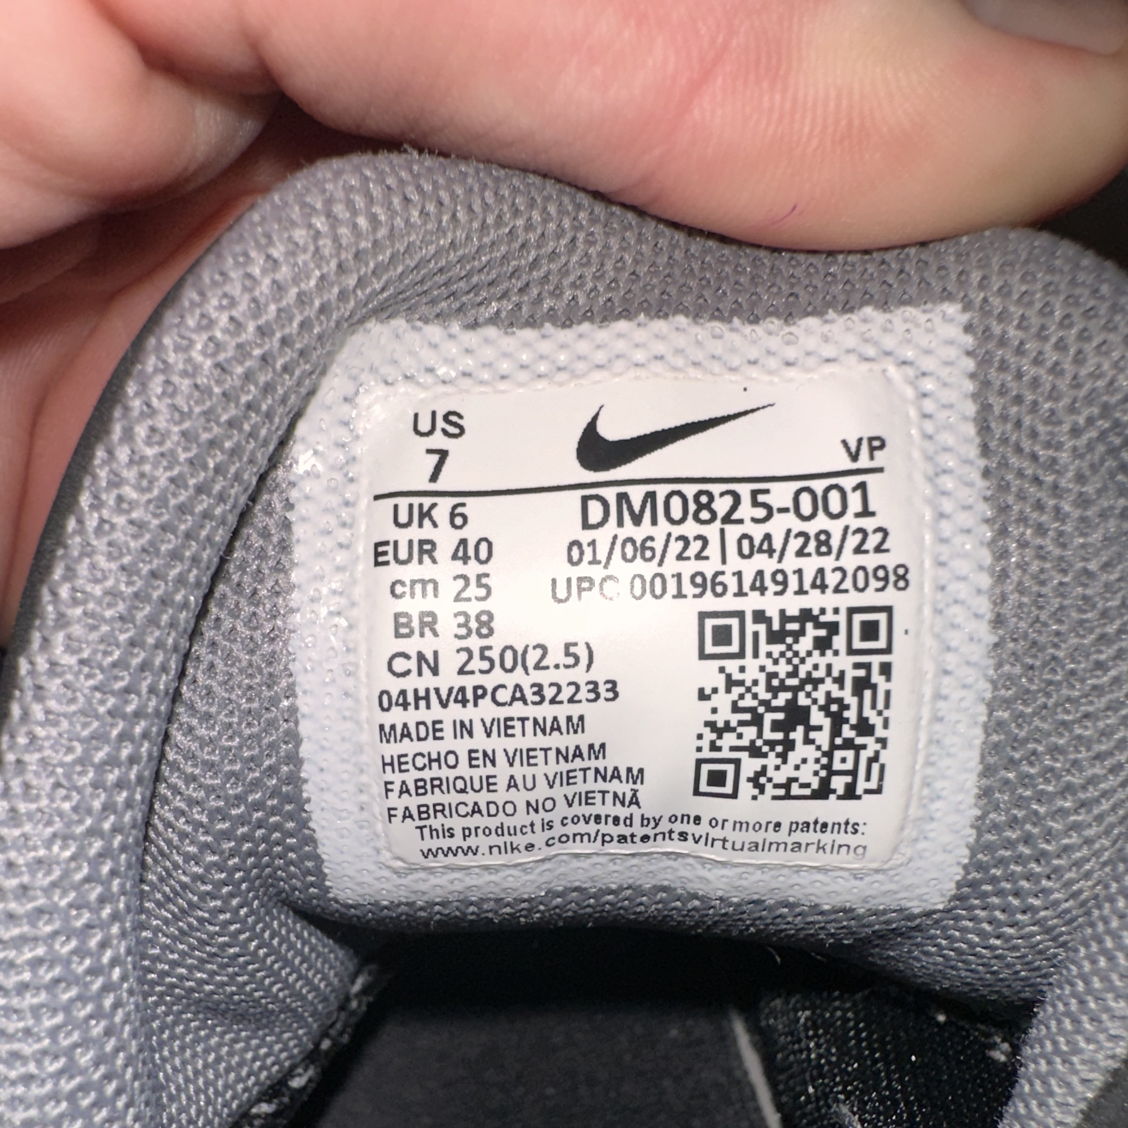 US
7
VP
UK 6
DM0825-001
EUR 40
01/06/22 | 04/28/22
cm 25
UPC 00196149142098
BR 38
CN 250(2.5)
04HV4PCA32233
MADE IN VIETNAM
HECHO EN VIETNAM
FABRIQUE AU VIETNAM
FABRICADO NO VIETNÃ
This product is covered by one or more patents:
www.nike.com/patentsvirtualmarking